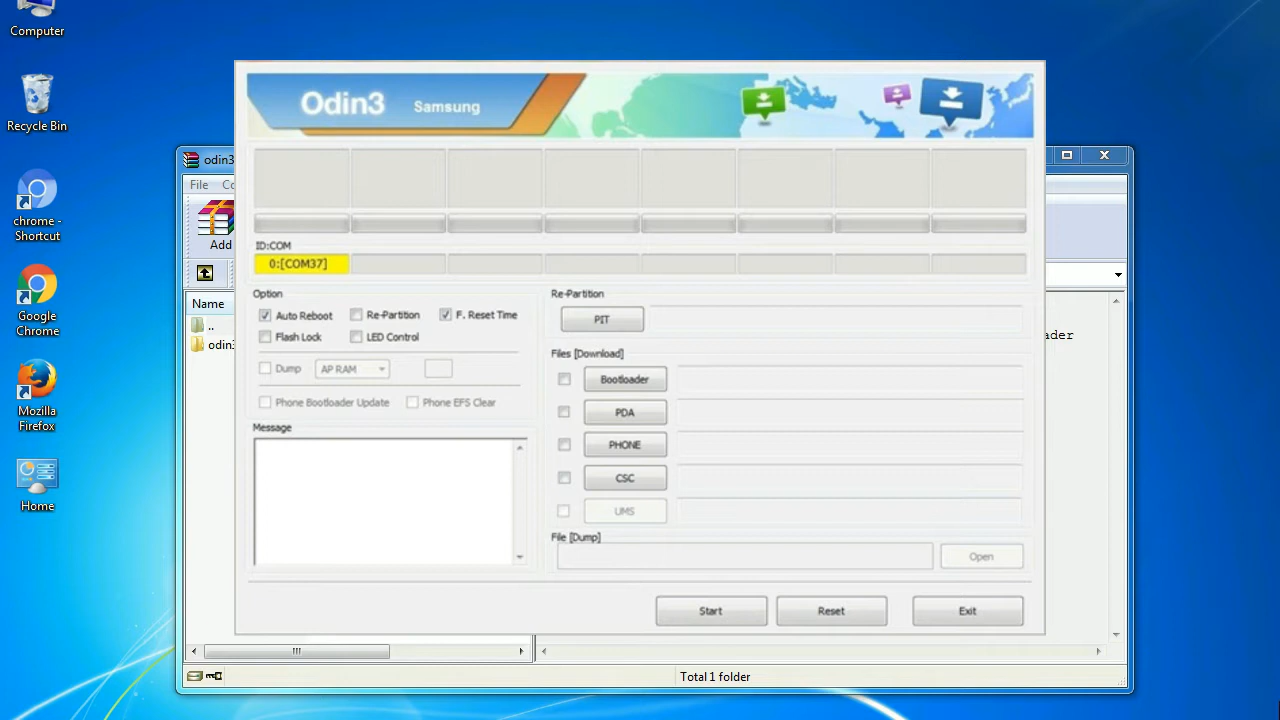 Computer
Recycle Bin
chrome -
Shortcut
Google
Chrome
Mozilla
Firefox
Home
odin3
File
Add
Name
..
odin3
Total 1 folder
Odin3 Samsung
ID:COM
0:[COM37]
Option
Auto Reboot Re-Partition F. Reset Time
Flash Lock LED Control
Dump AP RAM
Phone Bootloader Update Phone EFS Clear
Message
Re-Partition
PIT
Files [Download]
Bootloader
PDA
PHONE
CSC
UMS
File [Dump]
Open
Start Reset Exit